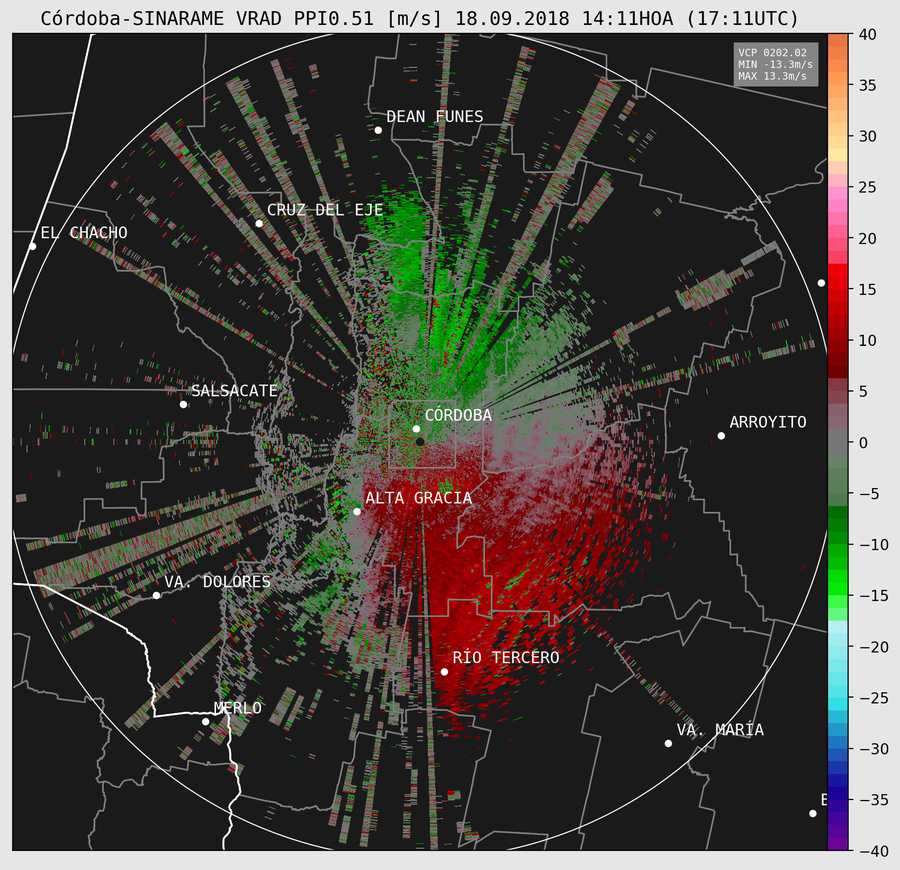 Córdoba-SINARAME VRAD PPI0.51 [m/s] 18.09.2018 14:11HOA (17:11UTC)
VCP 0202.02
MIN -13.3m/s
MAX 13.3m/s
DEAN FUNES
CRUZ DEL EJE
EL CHACHO
SALSACATE
CÓRDOBA
ARROYITO
ALTA GRACIA
VA. DOLORES
RÍO TERCERO
MERLO
VA. MARÍA
40
35
30
25
20
15
10
5
0
−5
−10
−15
−20
−25
−30
−35
−40